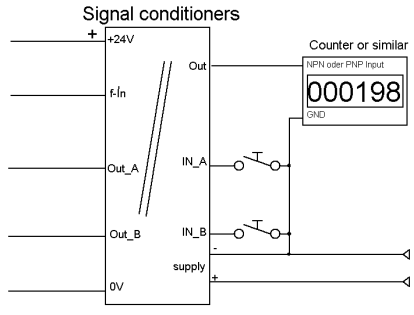 Signal conditioners
+
+24V
f-In
Out_A
Out_B
0V
Out
IN_A
IN_B
-
supply
+
Counter or similar
NPN oder PNP Input
000198
GND